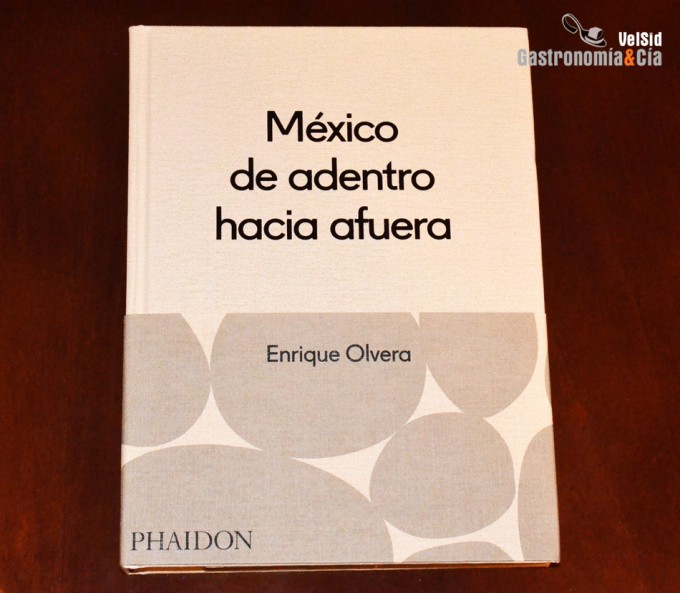 VelSid
Gastronomía&Cía
México
de adentro
hacia afuera
Enrique Olvera
PHAIDON